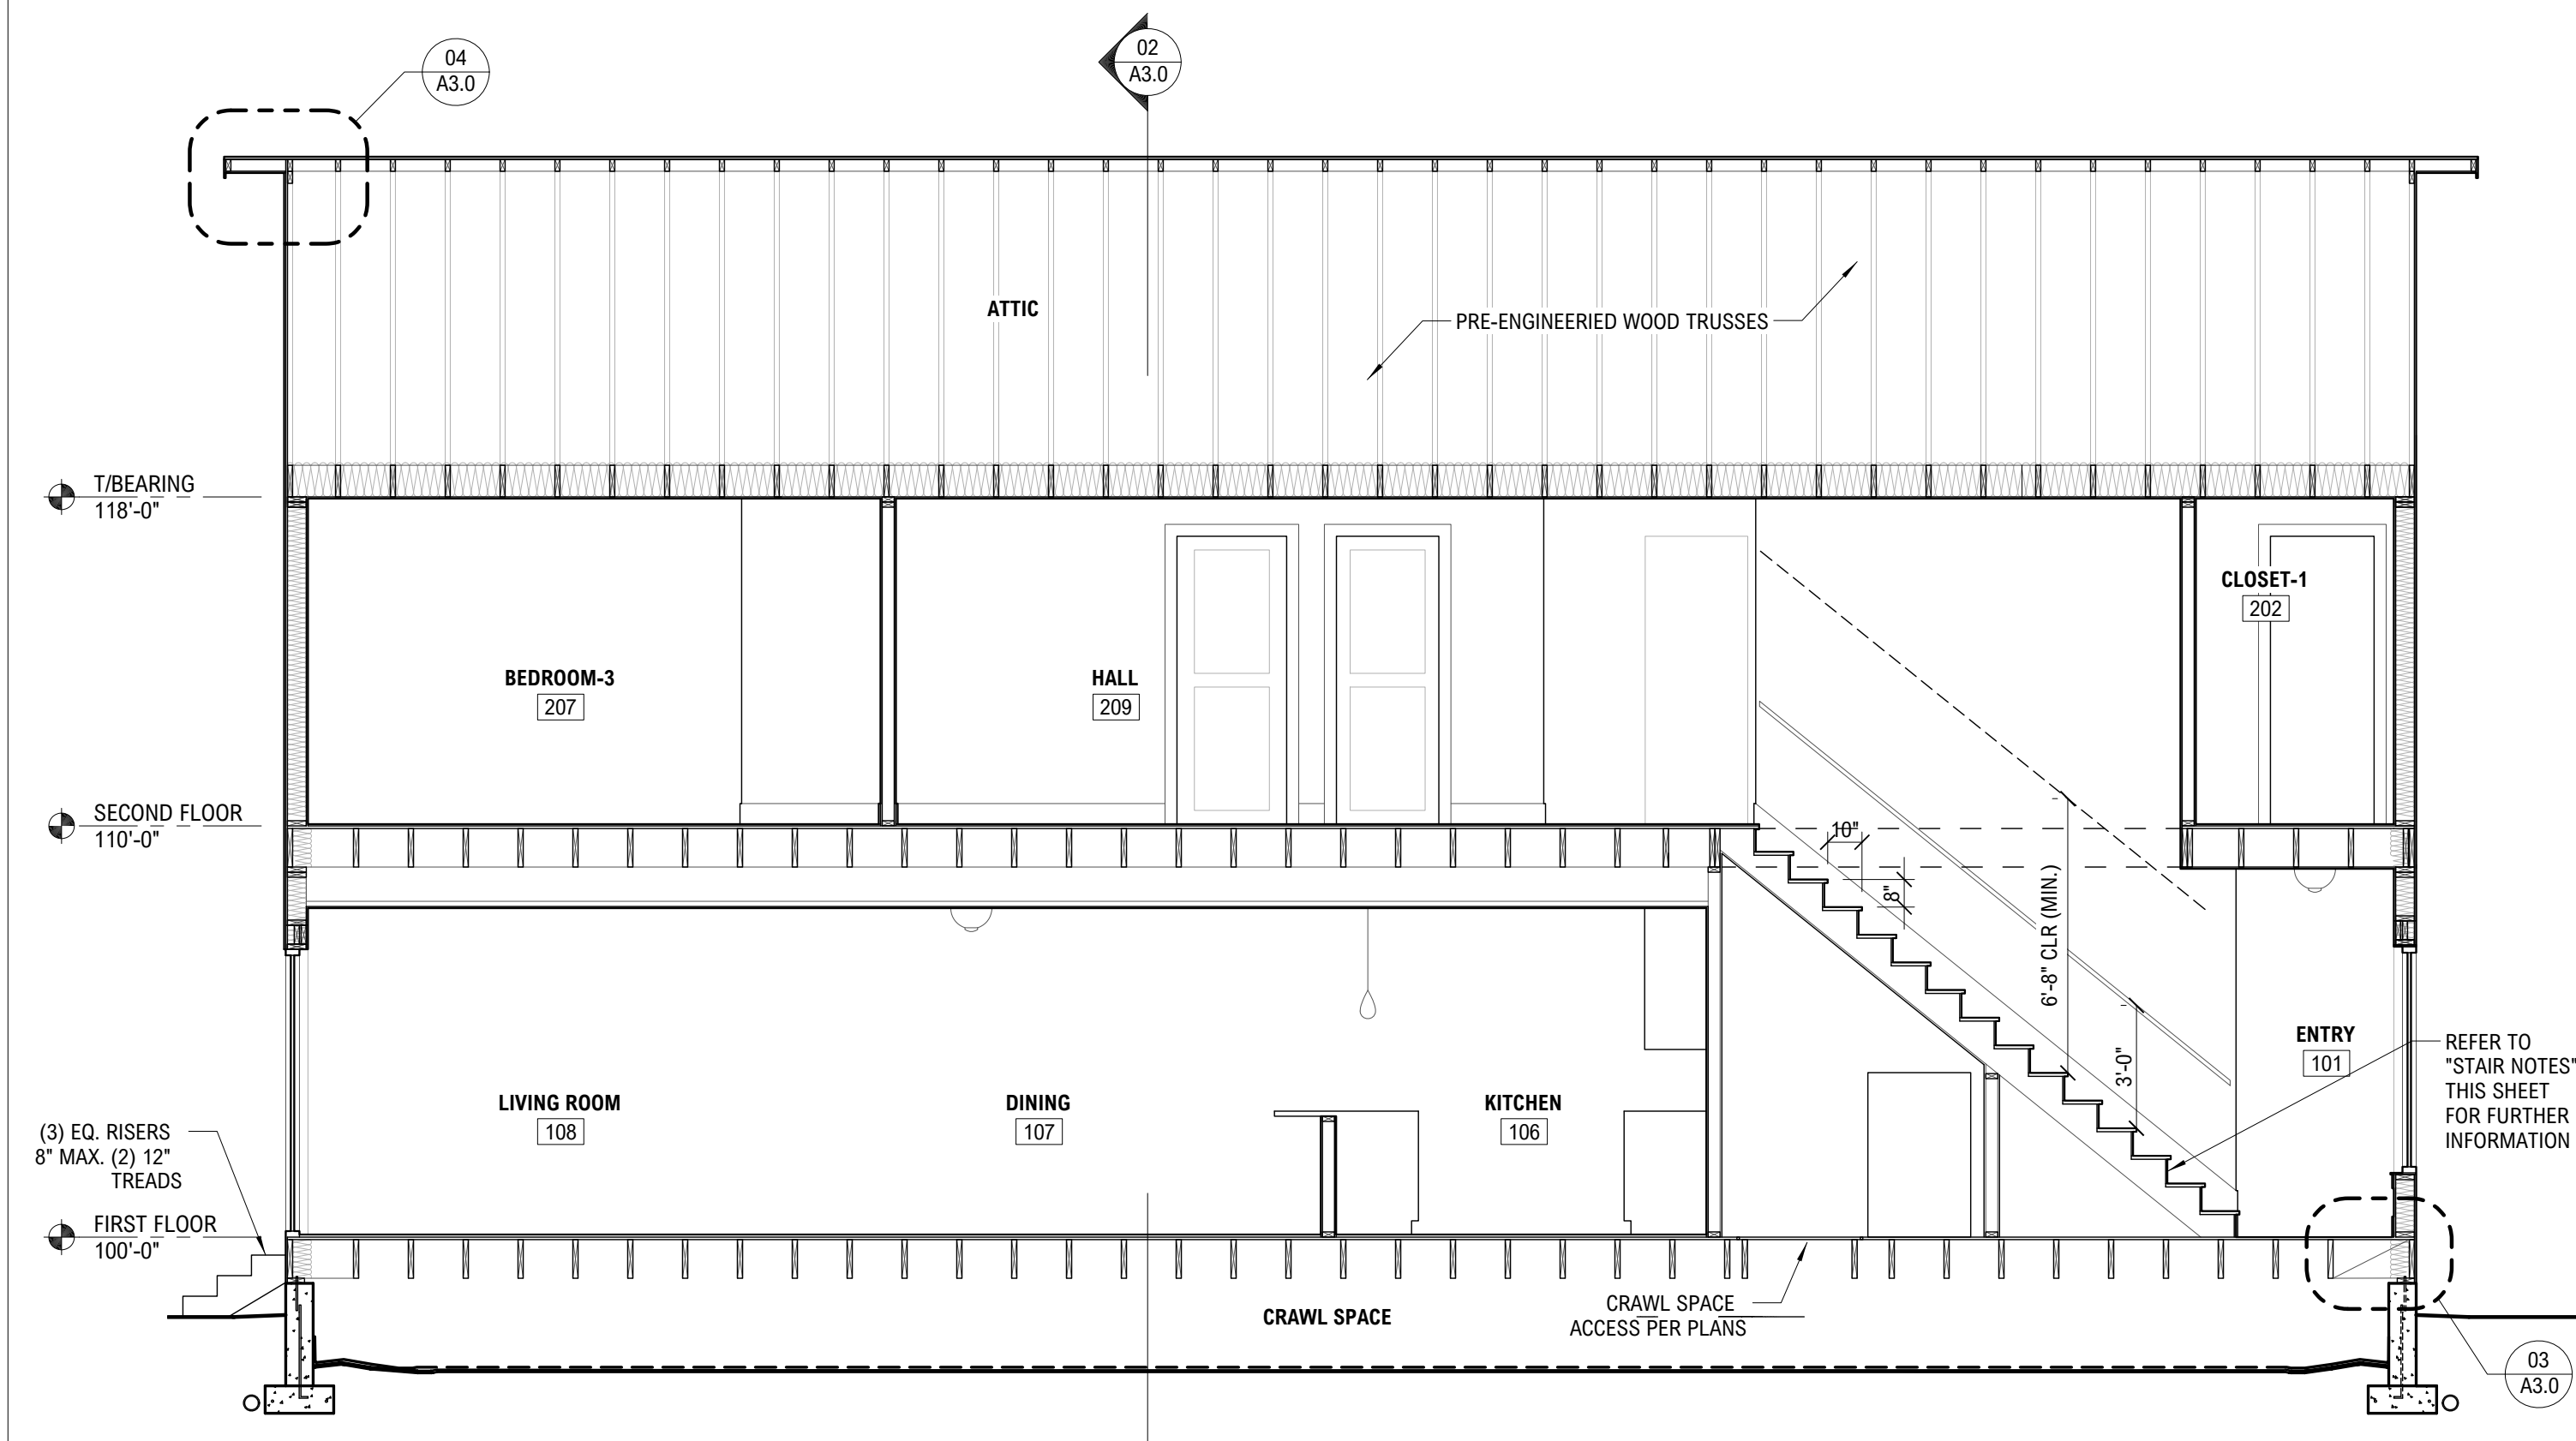 04
A3.0
02
A3.0
ATTIC
PRE-ENGINEERIED WOOD TRUSSES
T/BEARING
118'-0"
CLOSET-1
202
BEDROOM-3
207
HALL
209
SECOND FLOOR
110'-0"
10"
8"
6'-8" CLR (MIN.)
3'-0"
ENTRY
101
REFER TO
"STAIR NOTES"
THIS SHEET
FOR FURTHER
INFORMATION
LIVING ROOM
108
DINING
107
KITCHEN
106
(3) EQ. RISERS
8" MAX. (2) 12"
TREADS
FIRST FLOOR
100'-0"
CRAWL SPACE
CRAWL SPACE
ACCESS PER PLANS
03
A3.0